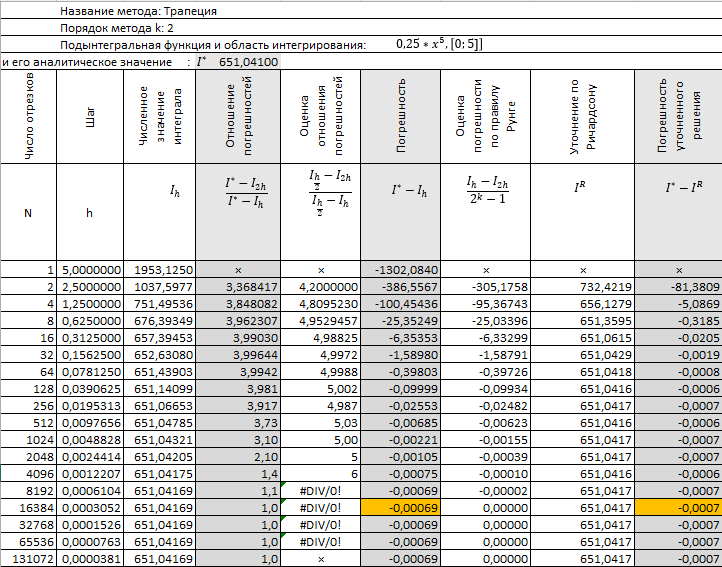 Название метода: Трапеция
Порядок метода k: 2
Подынтегральная функция и область интегрирования: 0,25 * x⁵, [0; 5]]
и его аналитическое значение : I* 651,04100
Число отрезков | Шаг | Численное значение интеграла | Отношение погрешностей | Оценка отношения погрешностей | Погрешность | Оценка погрешности по правилу Рунге | Уточнение по Ричардсону | Погрешность уточненного решения
N | h | I_h | (I* − I_2h)/(I* − I_h) | (I_(h/2) − I_2h)/(I_(h/2) − I_h) | I* − I_h | (I_h − I_2h)/(2^k − 1) | I^R | I* − I^R
1 5,0000000 1953,1250 × × -1302,0840 × × ×
2 2,5000000 1037,5977 3,368417 4,2000000 -386,5567 -305,1758 732,4219 -81,3809
4 1,2500000 751,49536 3,848082 4,8095230 -100,45436 -95,36743 656,1279 -5,0869
8 0,6250000 676,39349 3,962307 4,9529457 -25,35249 -25,03396 651,3595 -0,3185
16 0,3125000 657,39453 3,99030 4,98825 -6,35353 -6,33299 651,0615 -0,0205
32 0,1562500 652,63080 3,99644 4,9972 -1,58980 -1,58791 651,0429 -0,0019
64 0,0781250 651,43903 3,9942 4,9988 -0,39803 -0,39726 651,0418 -0,0008
128 0,0390625 651,14099 3,981 5,002 -0,09999 -0,09934 651,0416 -0,0006
256 0,0195313 651,06653 3,917 4,987 -0,02553 -0,02482 651,0417 -0,0007
512 0,0097656 651,04785 3,73 5,03 -0,00685 -0,00623 651,0416 -0,0006
1024 0,0048828 651,04321 3,10 5,00 -0,00221 -0,00155 651,0417 -0,0007
2048 0,0024414 651,04205 2,10 5 -0,00105 -0,00039 651,0417 -0,0007
4096 0,0012207 651,04175 1,4 6 -0,00075 -0,00010 651,0416 -0,0006
8192 0,0006104 651,04169 1,1 #DIV/0! -0,00069 -0,00002 651,0417 -0,0007
16384 0,0003052 651,04169 1,0 #DIV/0! -0,00069 0,00000 651,0417 -0,0007
32768 0,0001526 651,04169 1,0 #DIV/0! -0,00069 0,00000 651,0417 -0,0007
65536 0,0000763 651,04169 1,0 #DIV/0! -0,00069 0,00000 651,0417 -0,0007
131072 0,0000381 651,04169 1,0 × -0,00069 0,00000 651,0417 -0,0007